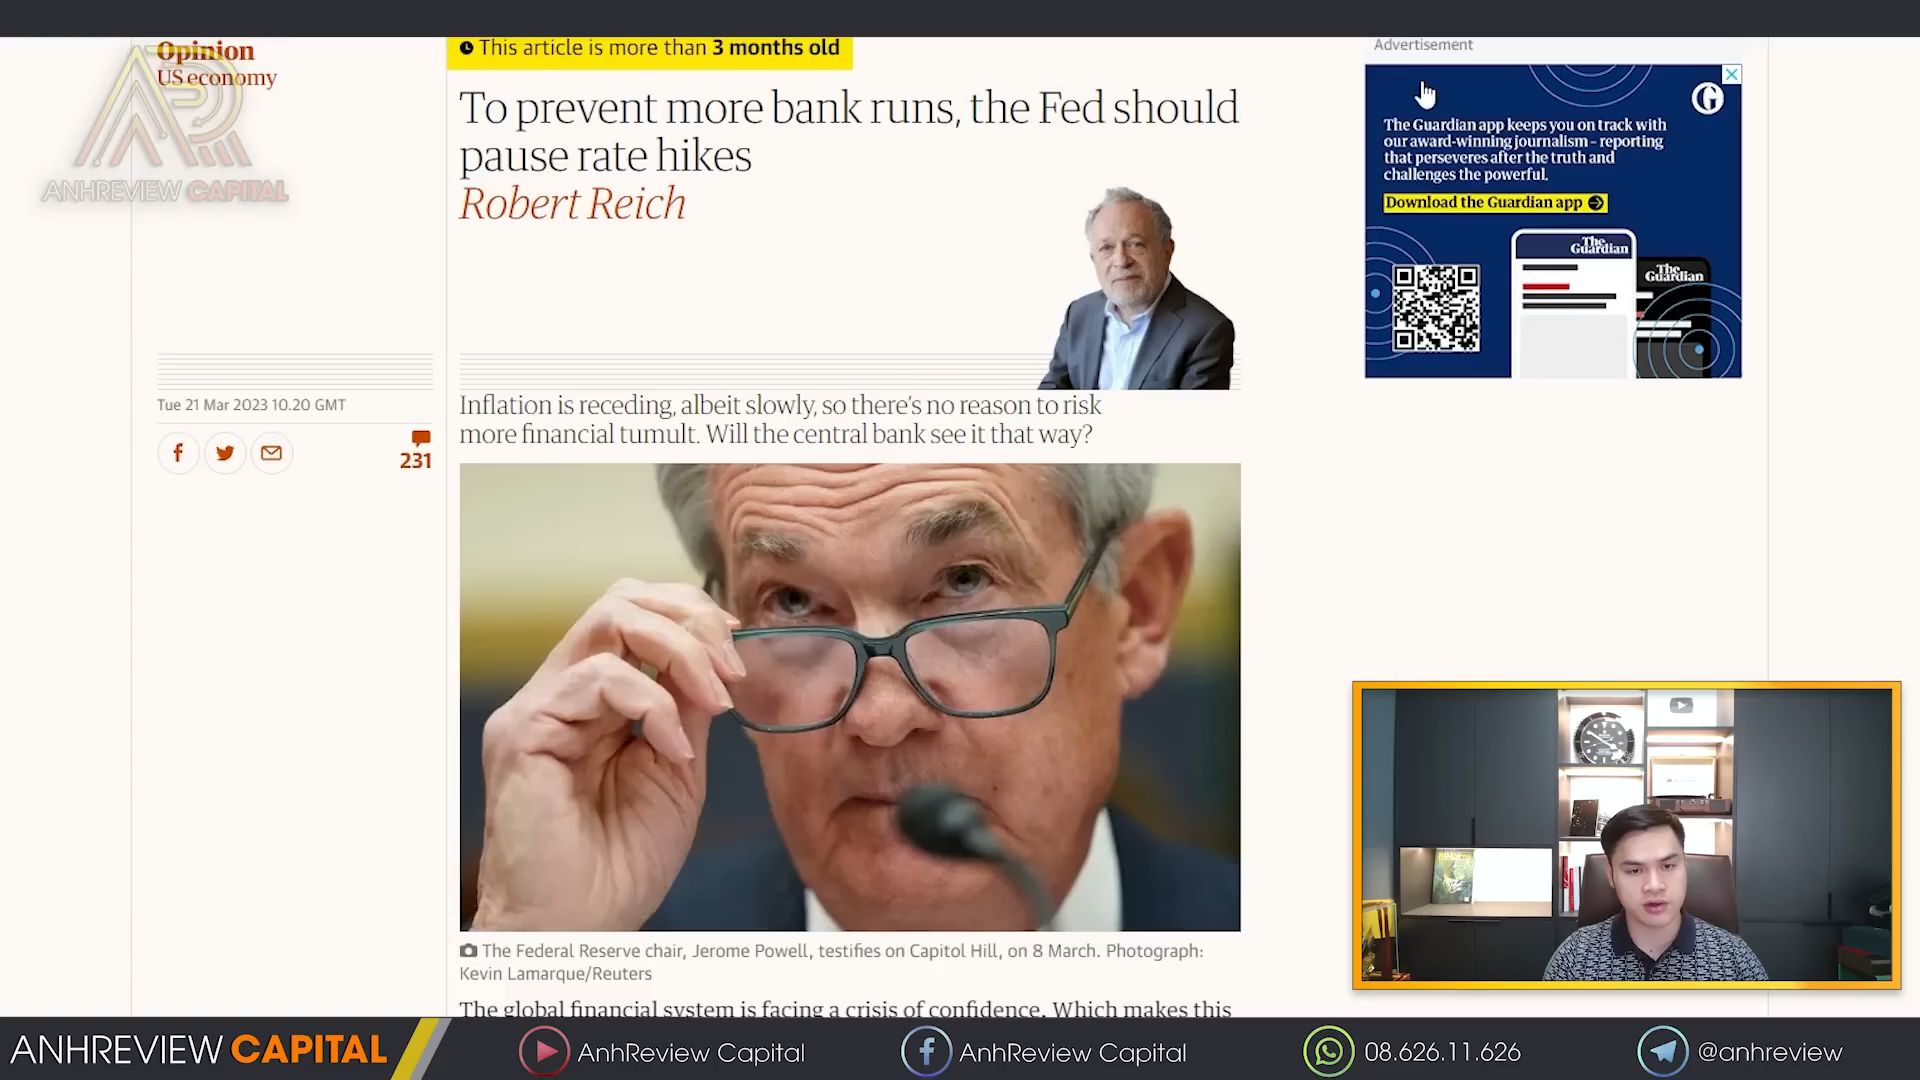 Opinion
US economy
ANHREVIEW CAPITAL
This article is more than 3 months old
To prevent more bank runs, the Fed should
pause rate hikes
Robert Reich
Tue 21 Mar 2023 10.20 GMT
231
Inflation is receding, albeit slowly, so there's no reason to risk
more financial tumult. Will the central bank see it that way?
The Federal Reserve chair, Jerome Powell, testifies on Capitol Hill, on 8 March. Photograph:
Kevin Lamarque/Reuters
The global financial system is facing a crisis of confidence. Which makes this
Advertisement
The Guardian app keeps you on track with
our award-winning journalism – reporting
that perseveres after the truth and
challenges the powerful.
Download the Guardian app
The
Guardian
The
Guardian
ANHREVIEW CAPITAL
AnhReview Capital
AnhReview Capital
08.626.11.626
@anhreview